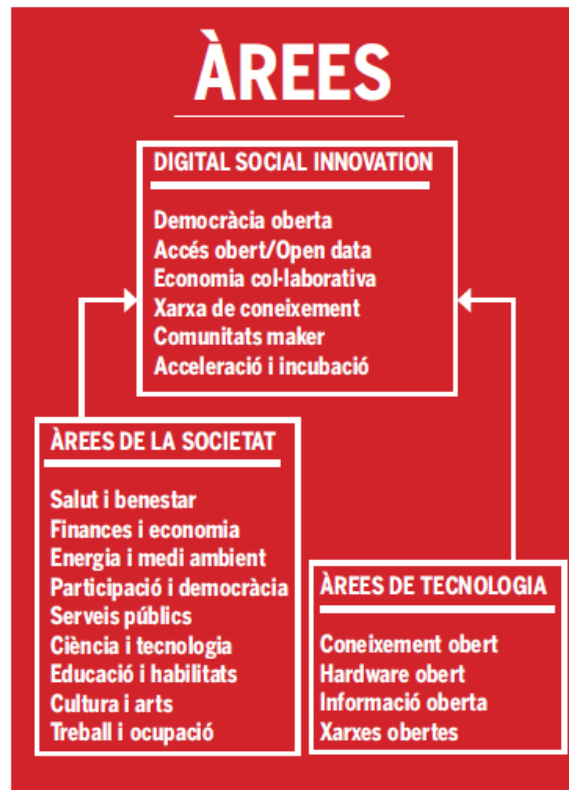 ÀREES
DIGITAL SOCIAL INNOVATION
Democràcia oberta
Accés obert/Open data
Economia col·laborativa
Xarxa de coneixement
Comunitats maker
Acceleració i incubació
ÀREES DE LA SOCIETAT
Salut i benestar
Finances i economia
Energia i medi ambient
Participació i democràcia
Serveis públics
Ciència i tecnologia
Educació i habilitats
Cultura i arts
Treball i ocupació
ÀREES DE TECNOLOGIA
Coneixement obert
Hardware obert
Informació oberta
Xarxes obertes